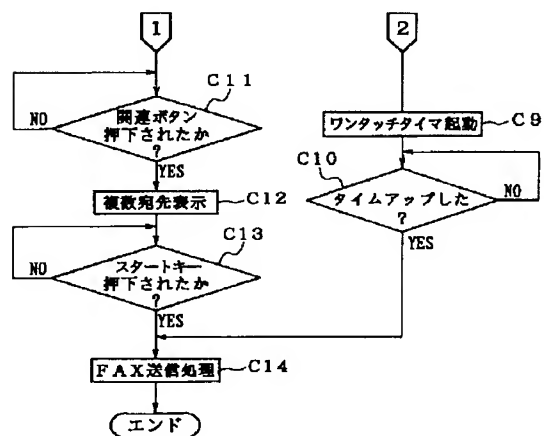 1
2
C11
関連ボタン
押下されたか
?
NO
YES
C12
複数宛先表示
C13
スタートキー
押下されたか
?
NO
YES
ワンタッチタイマ起動
C9
C10
タイムアップした
?
NO
YES
FAX送信処理
C14
エンド